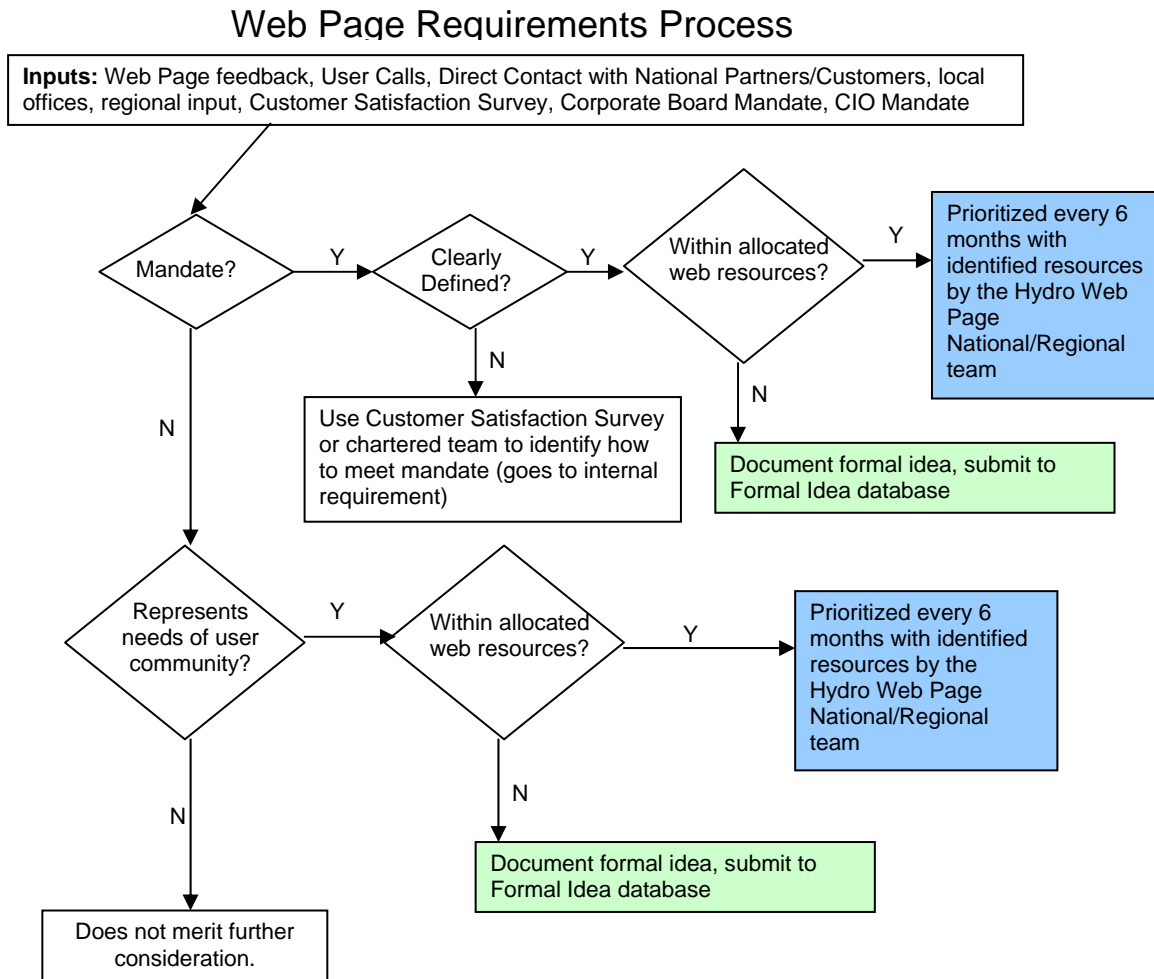 Web Page Requirements Process
Inputs: Web Page feedback, User Calls, Direct Contact with National Partners/Customers, local
offices, regional input, Customer Satisfaction Survey, Corporate Board Mandate, CIO Mandate
Mandate?
Y
Clearly
Defined?
Y
Within allocated
web resources?
Y
Prioritized every 6
months with
identified resources
by the Hydro Web
Page
National/Regional
team
N
N
N
Use Customer Satisfaction Survey
or chartered team to identify how
to meet mandate (goes to internal
requirement)
Document formal idea, submit to
Formal Idea database
Represents
needs of user
community?
Y
Within allocated
web resources?
Y
Prioritized every 6
months with identified
resources by the
Hydro Web Page
National/Regional
team
N
N
Document formal idea, submit to
Formal Idea database
Does not merit further
consideration.